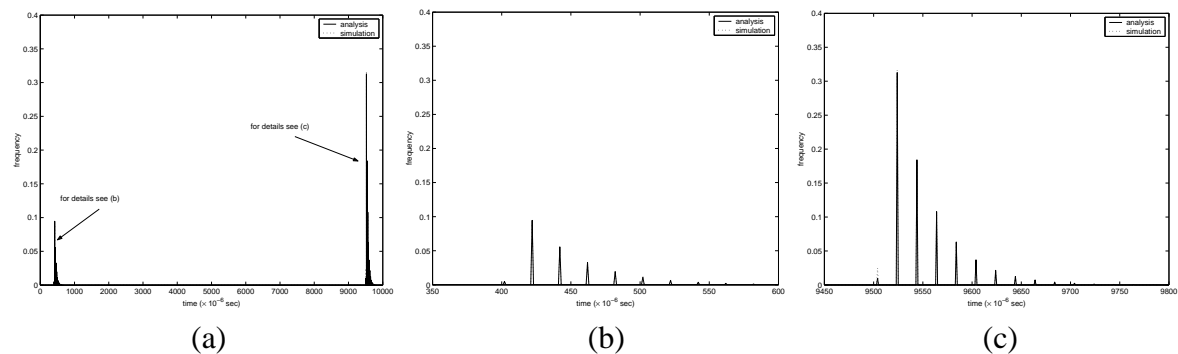 analysis
simulation
for details see (c)
for details see (b)
frequency
0.4
0.35
0.3
0.25
0.2
0.15
0.1
0.05
0
0 1000 2000 3000 4000 5000 6000 7000 8000 9000 10000
time (× 10⁻⁶ sec)
(a)
analysis
simulation
frequency
0.4
0.35
0.3
0.25
0.2
0.15
0.1
0.05
0
350 400 450 500 550 600
time (× 10⁻⁶ sec)
(b)
analysis
simulation
frequency
0.4
0.35
0.3
0.25
0.2
0.15
0.1
0.05
0
9450 9500 9550 9600 9650 9700 9750 9800
time (× 10⁻⁶ sec)
(c)